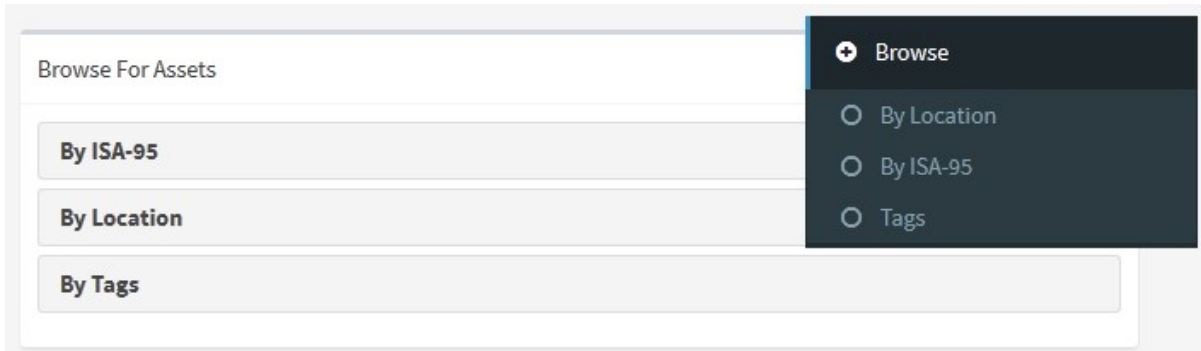 Browse For Assets
By ISA-95
By Location
By Tags
Browse
By Location
By ISA-95
Tags